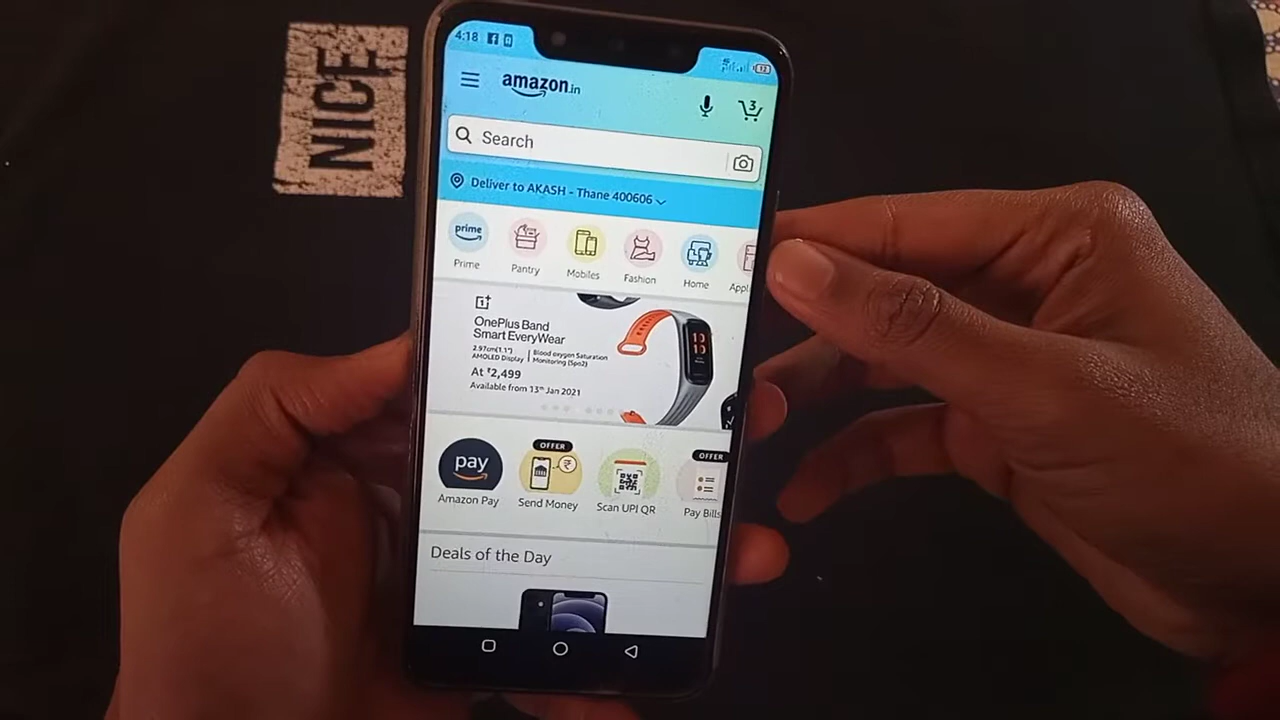 NICE
4:18
12
amazon.in
3
Search
Deliver to AKASH - Thane 400606
prime
Prime
Pantry
Mobiles
Fashion
Home
Appl
OnePlus Band
Smart EveryWear
2.97cm(1.1")
AMOLED Display
Blood oxygen Saturation
Monitoring (Spo2)
At ₹2,499
Available from 13th Jan 2021
pay
Amazon Pay
OFFER
Send Money
Scan UPI QR
OFFER
Pay Bills
Deals of the Day